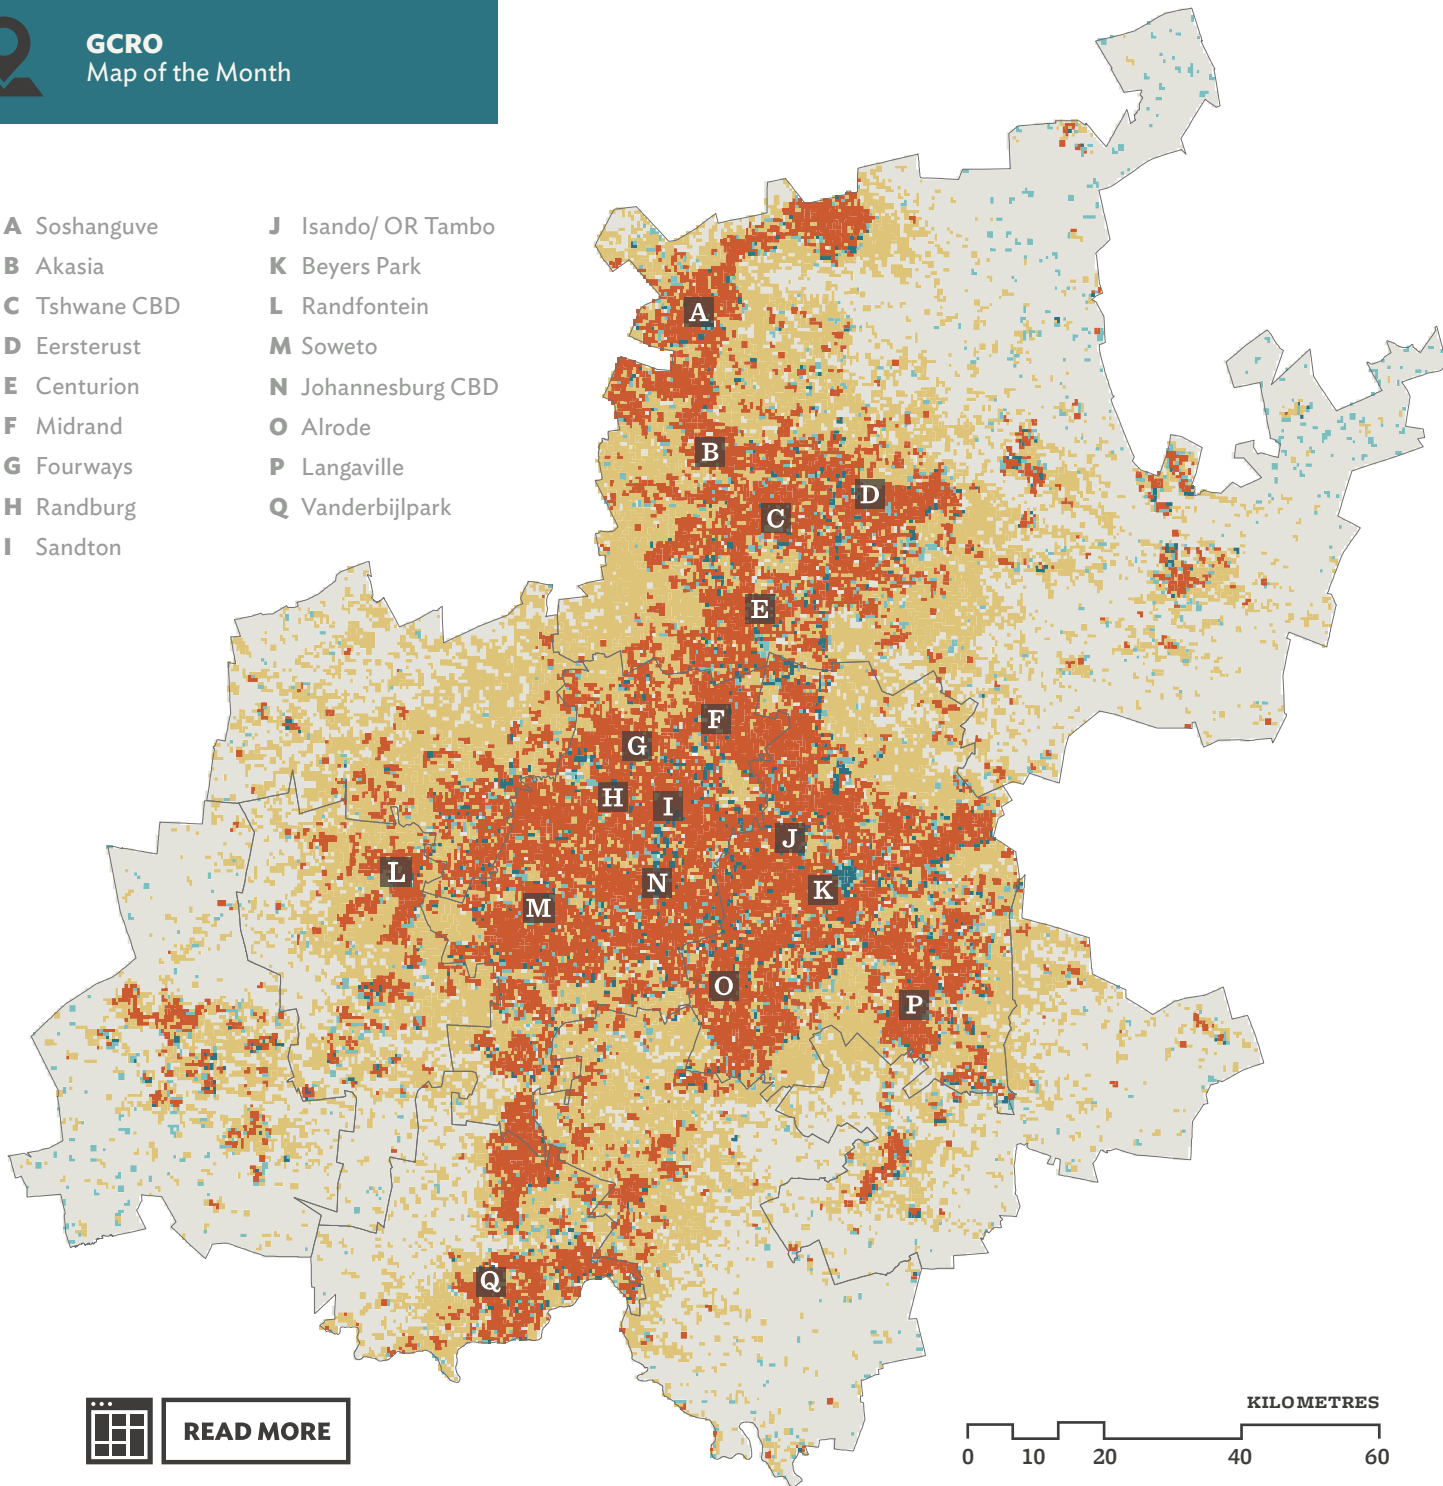 GCRO
Map of the Month
A Soshanguve
B Akasia
C Tshwane CBD
D Eersterust
E Centurion
F Midrand
G Fourways
H Randburg
I Sandton
J Isando/ OR Tambo
K Beyers Park
L Randfontein
M Soweto
N Johannesburg CBD
O Alrode
P Langaville
Q Vanderbijlpark
A
B
D
C
E
F
G
H
I
J
L
N
K
M
O
P
Q
READ MORE
KILOMETRES
0 10 20 40 60